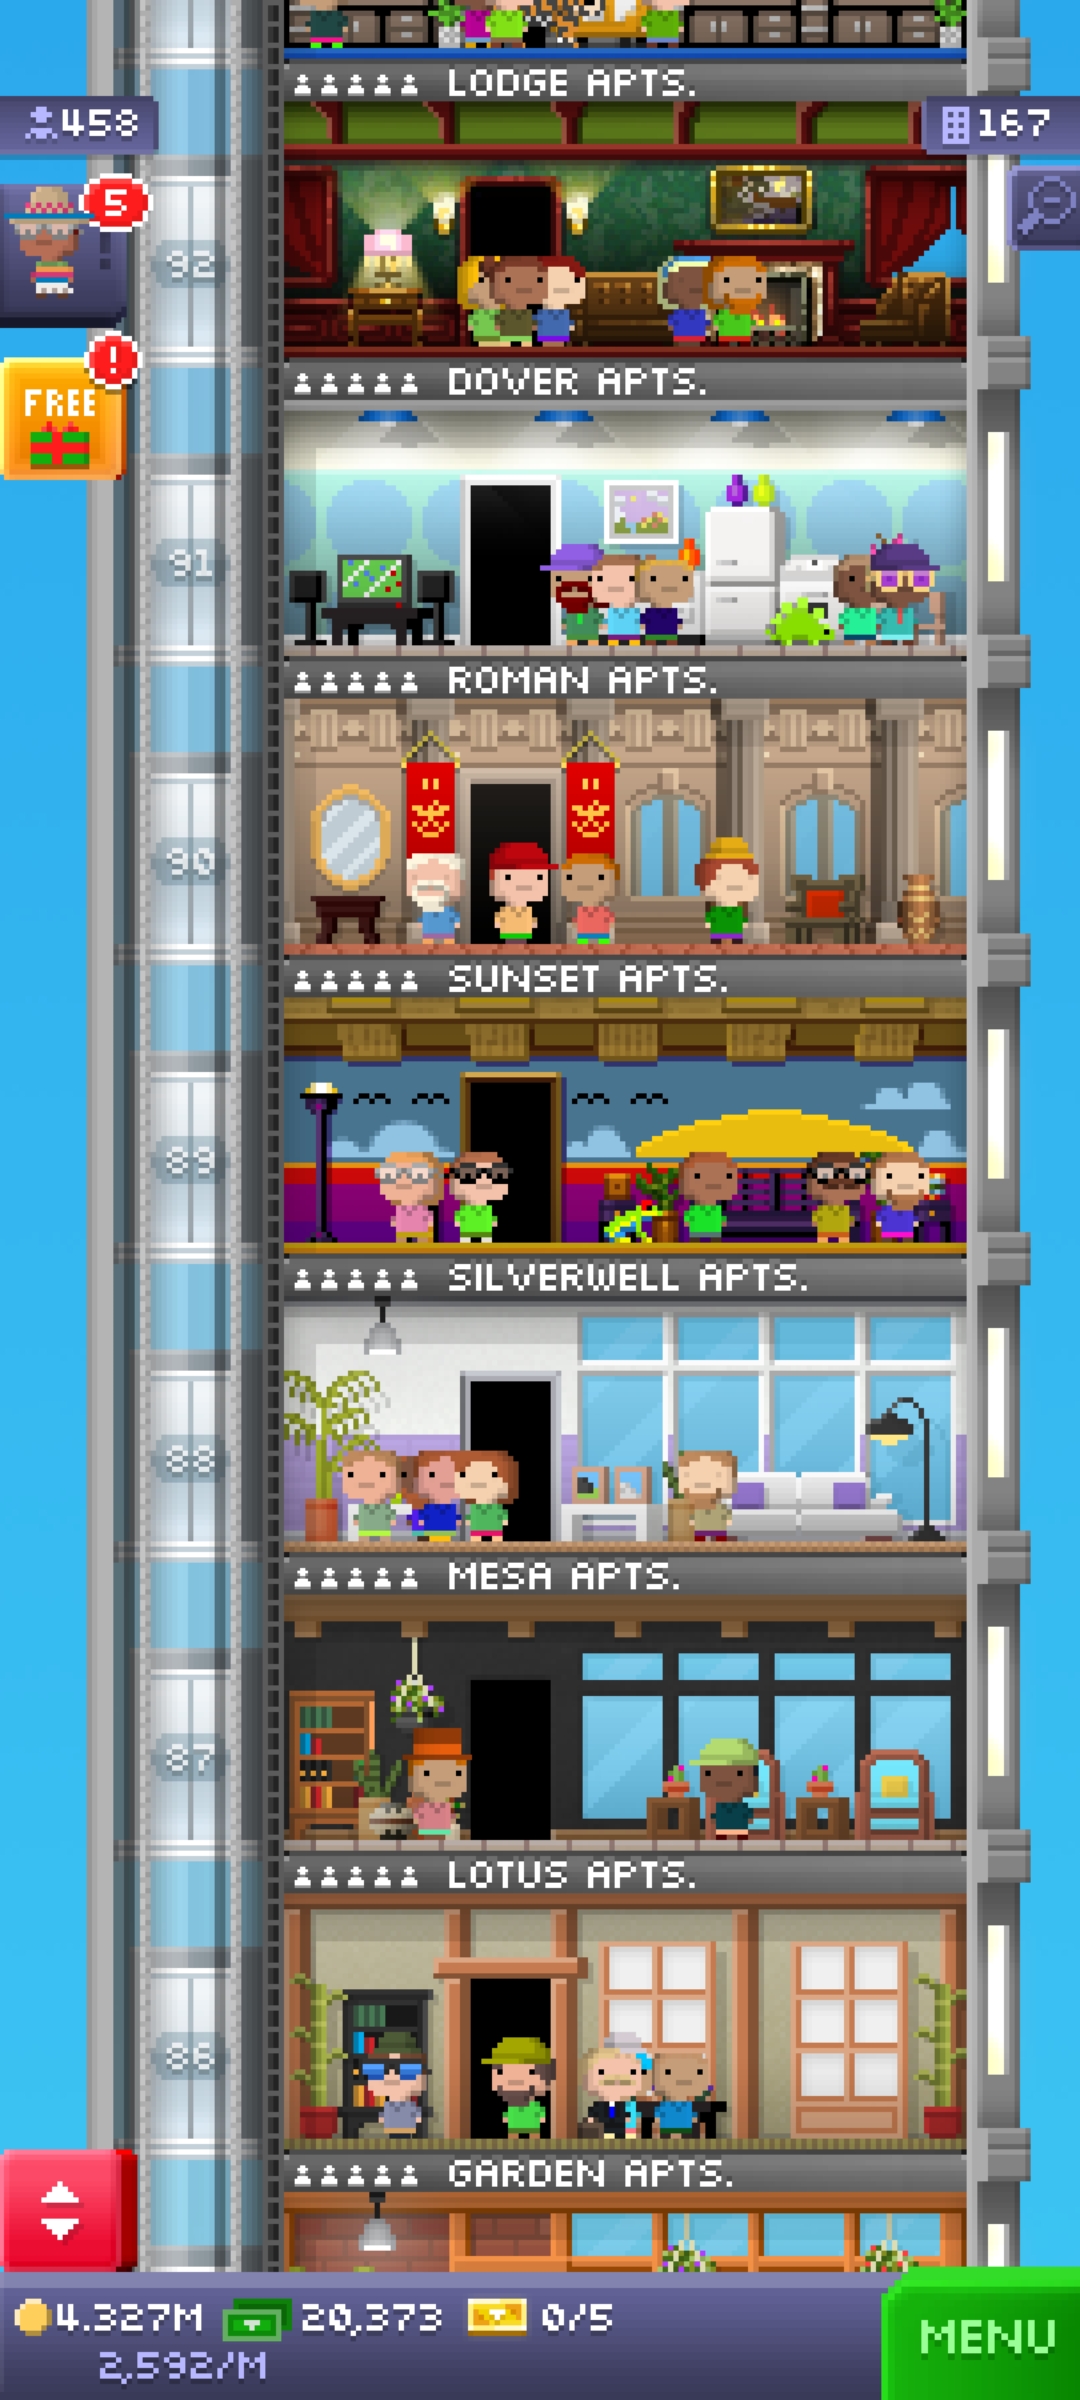 LODGE APTS.
458
167
5
92
FREE
!
DOVER APTS.
91
ROMAN APTS.
90
SUNSET APTS.
89
SILVERWELL APTS.
88
MESA APTS.
87
LOTUS APTS.
86
GARDEN APTS.
4.327M 20,373 0/5
2,592/M
MENU